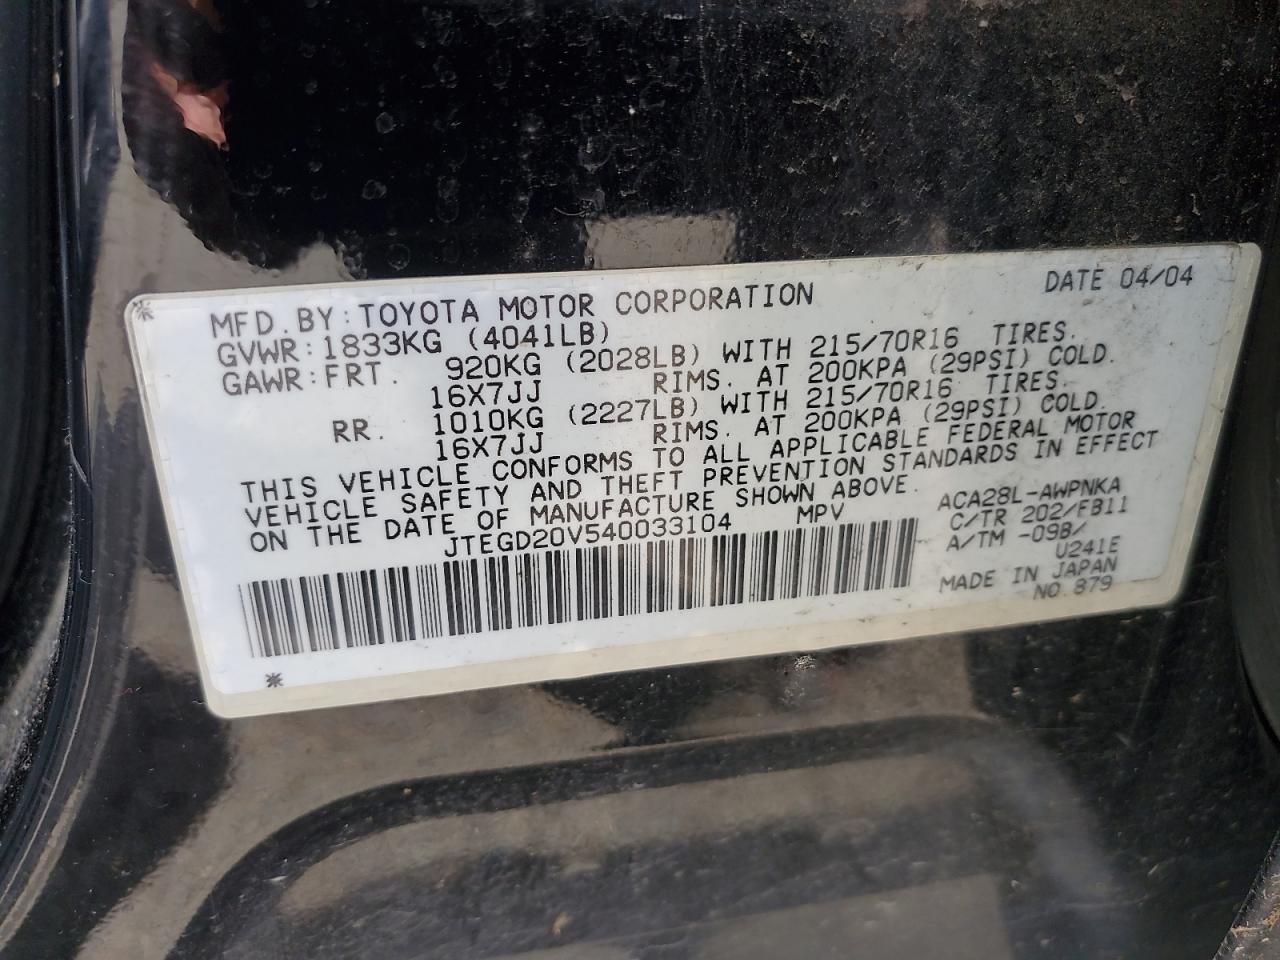 DATE 04/04
MFD.BY:TOYOTA MOTOR CORPORATION
GVWR:1833KG (4041LB)
GAWR:FRT. 920KG (2028LB) WITH 215/70R16 TIRES.
16X7JJ RIMS. AT 200KPA (29PSI) COLD.
RR. 1010KG (2227LB) WITH 215/70R16 TIRES.
16X7JJ RIMS. AT 200KPA (29PSI) COLD.
THIS VEHICLE CONFORMS TO ALL APPLICABLE FEDERAL MOTOR
VEHICLE SAFETY AND THEFT PREVENTION STANDARDS IN EFFECT
ON THE DATE OF MANUFACTURE SHOWN ABOVE.
JTEGD20V540033104 MPV
ACA28L-AWPNKA
C/TR 202/FB11
A/TM -09B/
U241E
MADE IN JAPAN
NO.879